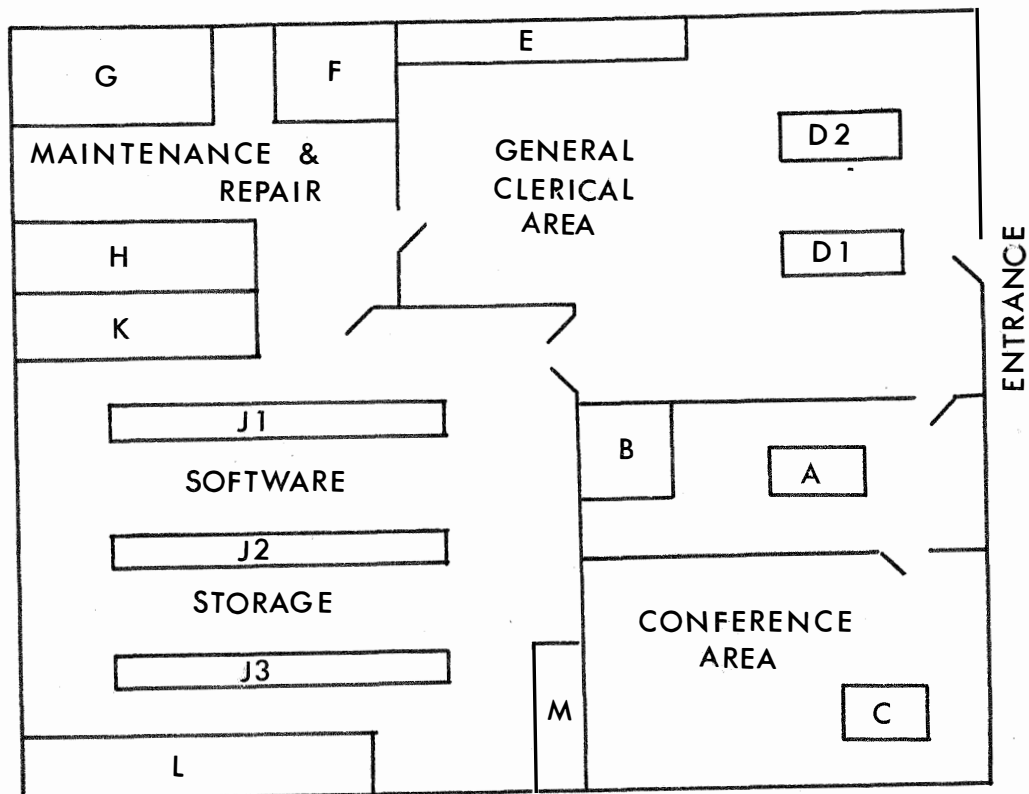 E
G
F
D2
MAINTENANCE &
REPAIR
GENERAL
CLERICAL
AREA
D1
H
K
ENTRANCE
J1
SOFTWARE
B
A
J2
STORAGE
CONFERENCE
AREA
J3
M
C
L